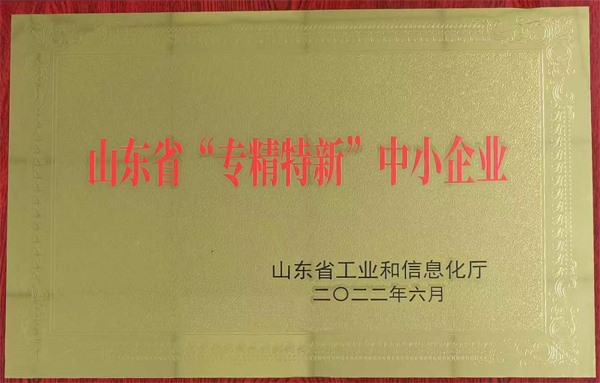 山东省“专精特新”中小企业
山东省工业和信息化厅
二〇二二年六月